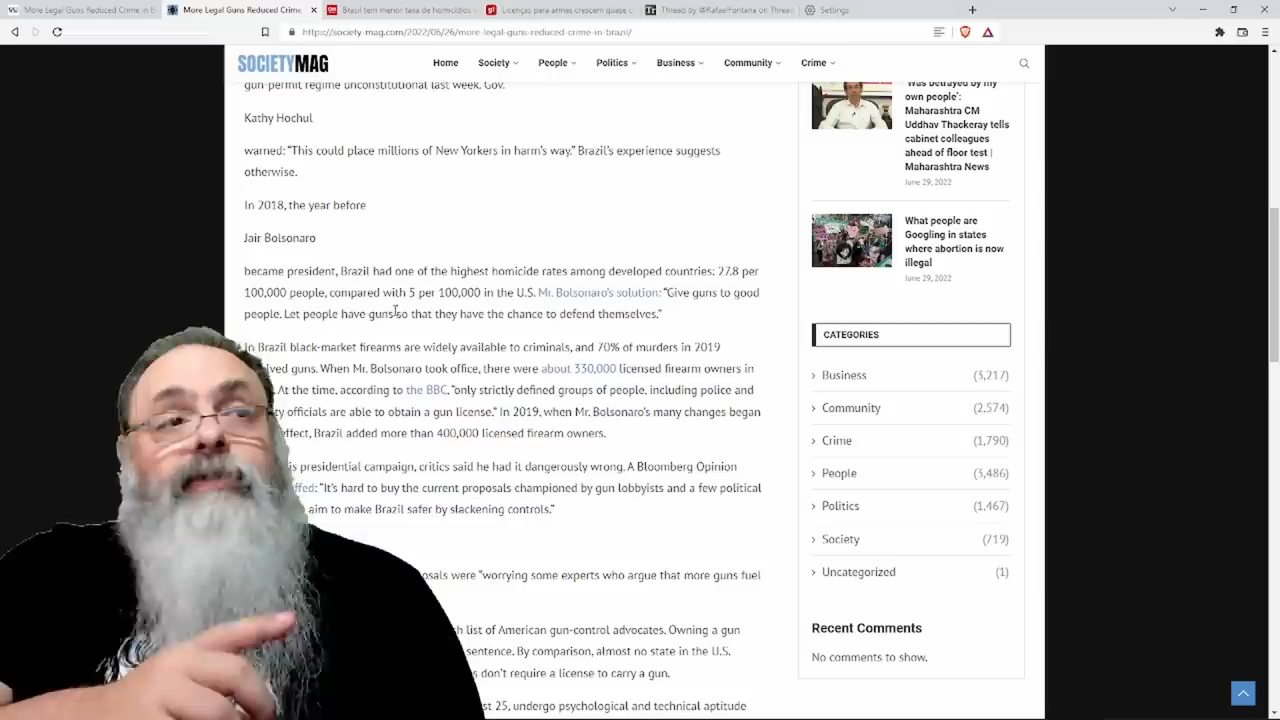 More Legal Guns Reduced Crime in B
More Legal Guns Reduced Crime
Brasil tem menor taxa de homicídios
Licenças para armas crescem quase
Thread by @RafaelFontana on Thread
Settings
https://society-mag.com/2022/06/26/more-legal-guns-reduced-crime-in-brazil/
SOCIETYMAG
Home
Society
People
Politics
Business
Community
Crime
gun-permit regime unconstitutional last week. Gov.
Kathy Hochul
warned: “This could place millions of New Yorkers in harm’s way.” Brazil’s experience suggests
otherwise.
In 2018, the year before
Jair Bolsonaro
became president, Brazil had one of the highest homicide rates among developed countries: 27.8 per
100,000 people, compared with 5 per 100,000 in the U.S. Mr. Bolsonaro’s solution: “Give guns to good
people. Let people have guns so that they have the chance to defend themselves.”
In Brazil black-market firearms are widely available to criminals, and 70% of murders in 2019
ved guns. When Mr. Bolsonaro took office, there were about 330,000 licensed firearm owners in
At the time, according to the BBC, “only strictly defined groups of people, including police and
ty officials are able to obtain a gun license.” In 2019, when Mr. Bolsonaro’s many changes began
effect, Brazil added more than 400,000 licensed firearm owners.
is presidential campaign, critics said he had it dangerously wrong. A Bloomberg Opinion
ffed: “It’s hard to buy the current proposals championed by gun lobbyists and a few political
aim to make Brazil safer by slackening controls.”
osals were “worrying some experts who argue that more guns fuel
h list of American gun-control advocates. Owning a gun
sentence. By comparison, almost no state in the U.S.
s don’t require a license to carry a gun.
st 25, undergo psychological and technical aptitude
'Was betrayed by my
own people':
Maharashtra CM
Uddhav Thackeray tells
cabinet colleagues
ahead of floor test |
Maharashtra News
June 29, 2022
What people are
Googling in states
where abortion is now
illegal
June 29, 2022
CATEGORIES
Business (3,217)
Community (2,574)
Crime (1,790)
People (3,486)
Politics (1,467)
Society (719)
Uncategorized (1)
Recent Comments
No comments to show.